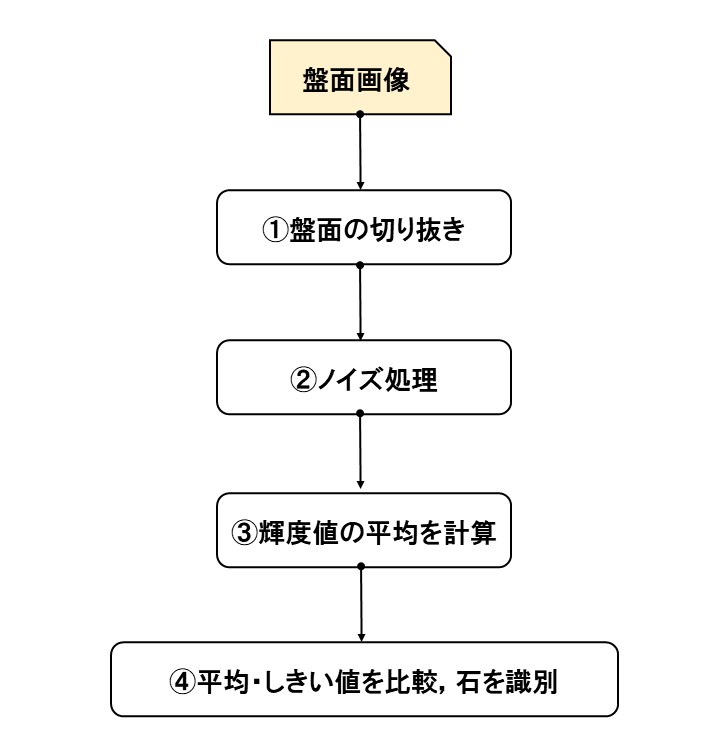 盤面画像
①盤面の切り抜き
②ノイズ処理
③輝度値の平均を計算
④平均・しきい値を比較，石を識別